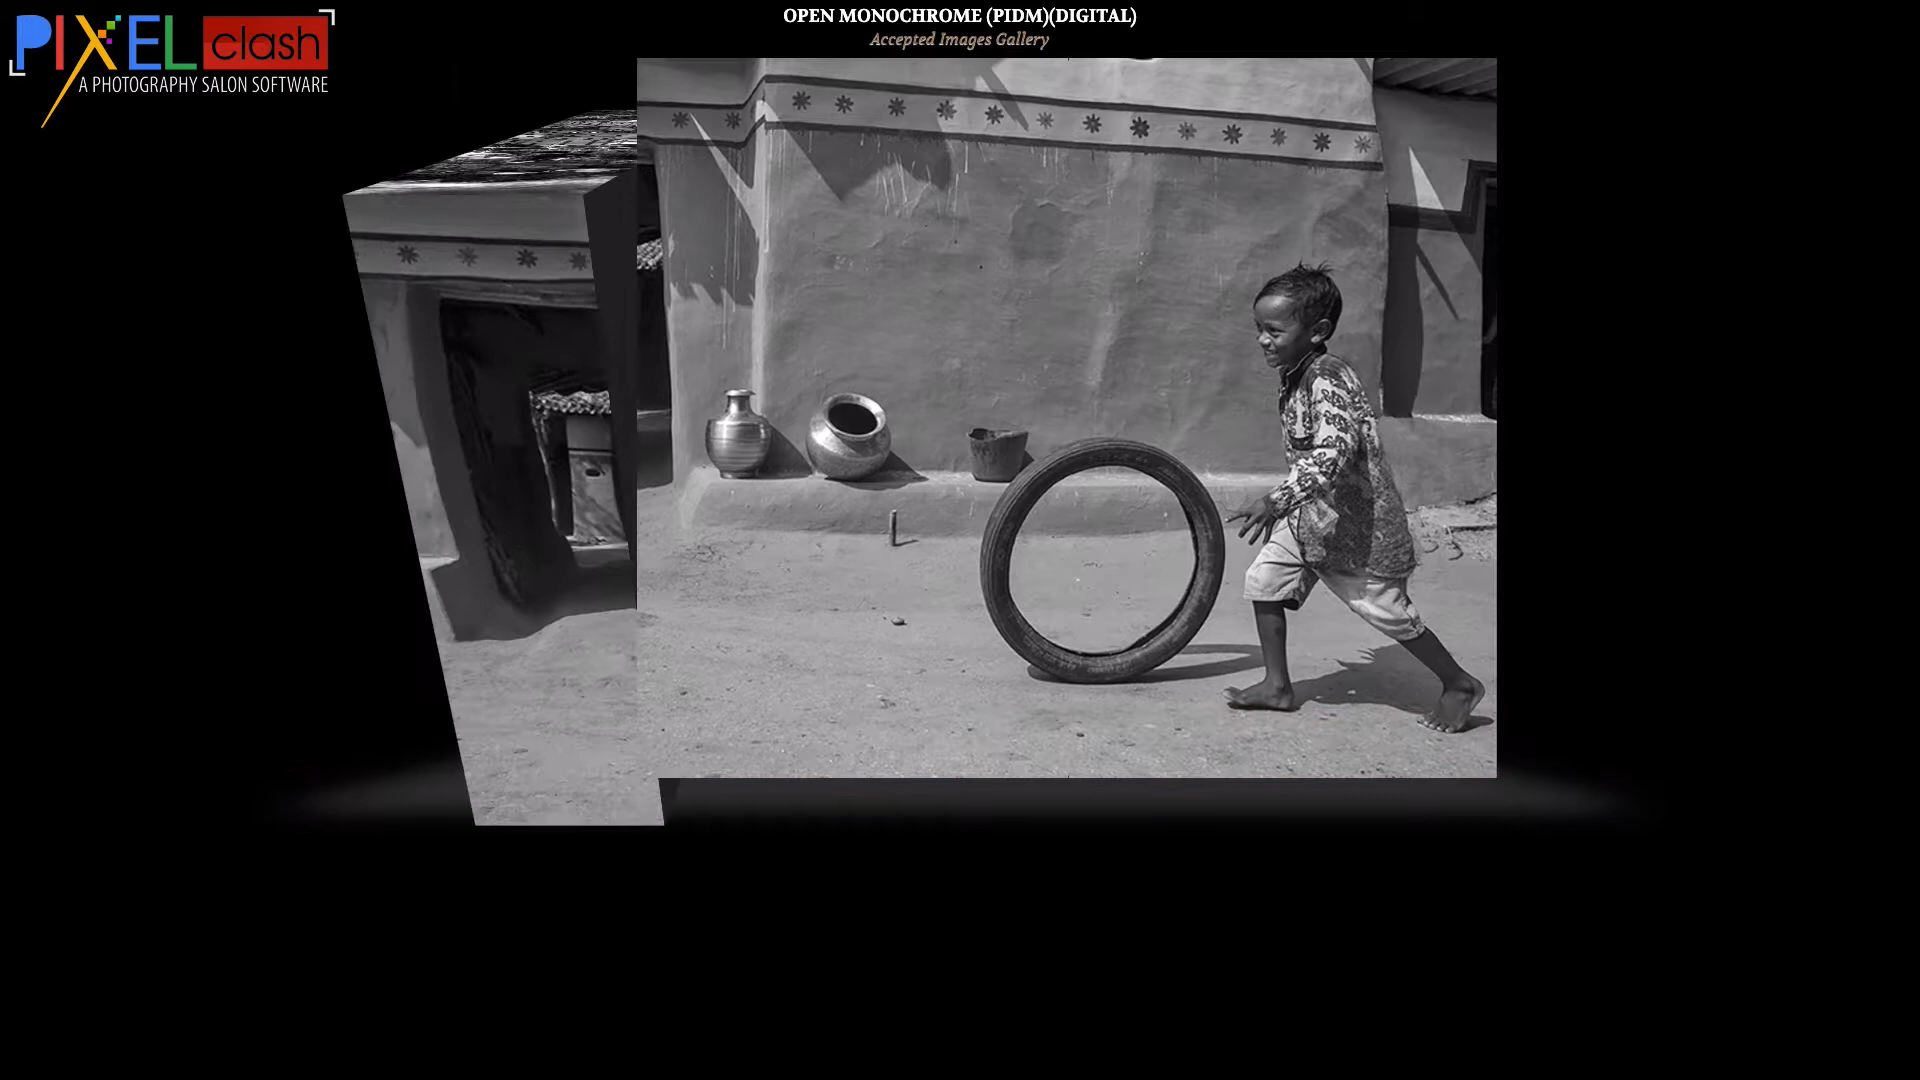 PIXEL clash
A PHOTOGRAPHY SALON SOFTWARE
OPEN MONOCHROME (PIDM)(DIGITAL)
Accepted Images Gallery